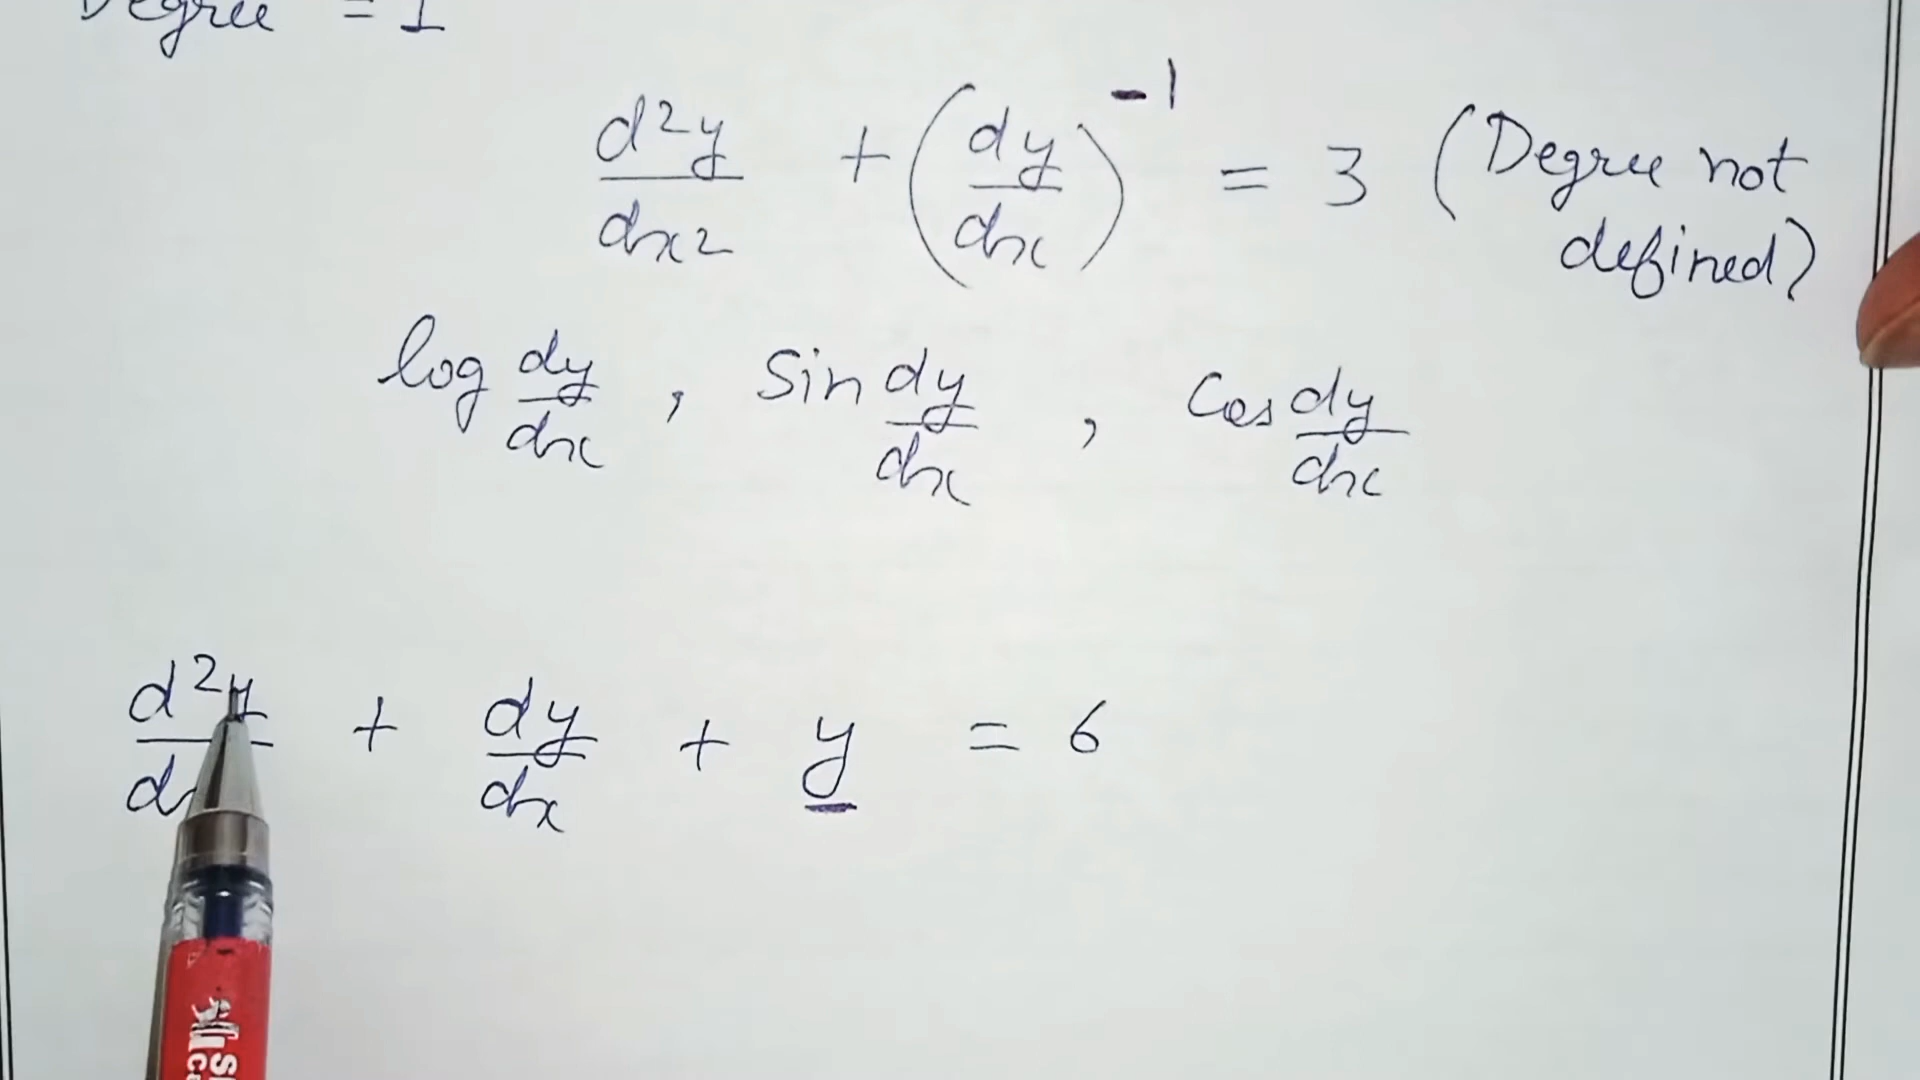 Degree = 1
d²y/dx² + (dy/dx)⁻¹ = 3 (Degree not defined)
log dy/dx , Sin dy/dx , Cos dy/dx
d²y/d + dy/dx + y = 6